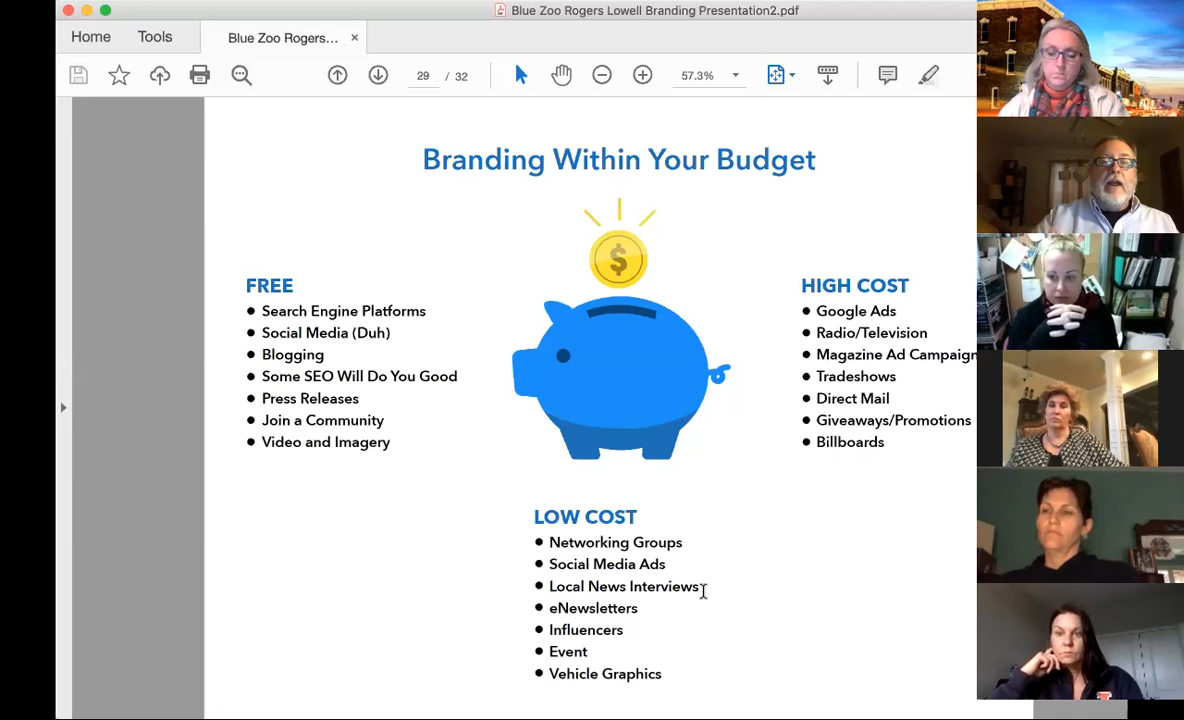 Blue Zoo Rogers Lowell Branding Presentation2.pdf
Home
Tools
Blue Zoo Rogers...
29 / 32
57.3%
Branding Within Your Budget
$
FREE
Search Engine Platforms
Social Media (Duh)
Blogging
Some SEO Will Do You Good
Press Releases
Join a Community
Video and Imagery
HIGH COST
Google Ads
Radio/Television
Magazine Ad Campaign
Tradeshows
Direct Mail
Giveaways/Promotions
Billboards
LOW COST
Networking Groups
Social Media Ads
Local News Interviews
eNewsletters
Influencers
Event
Vehicle Graphics